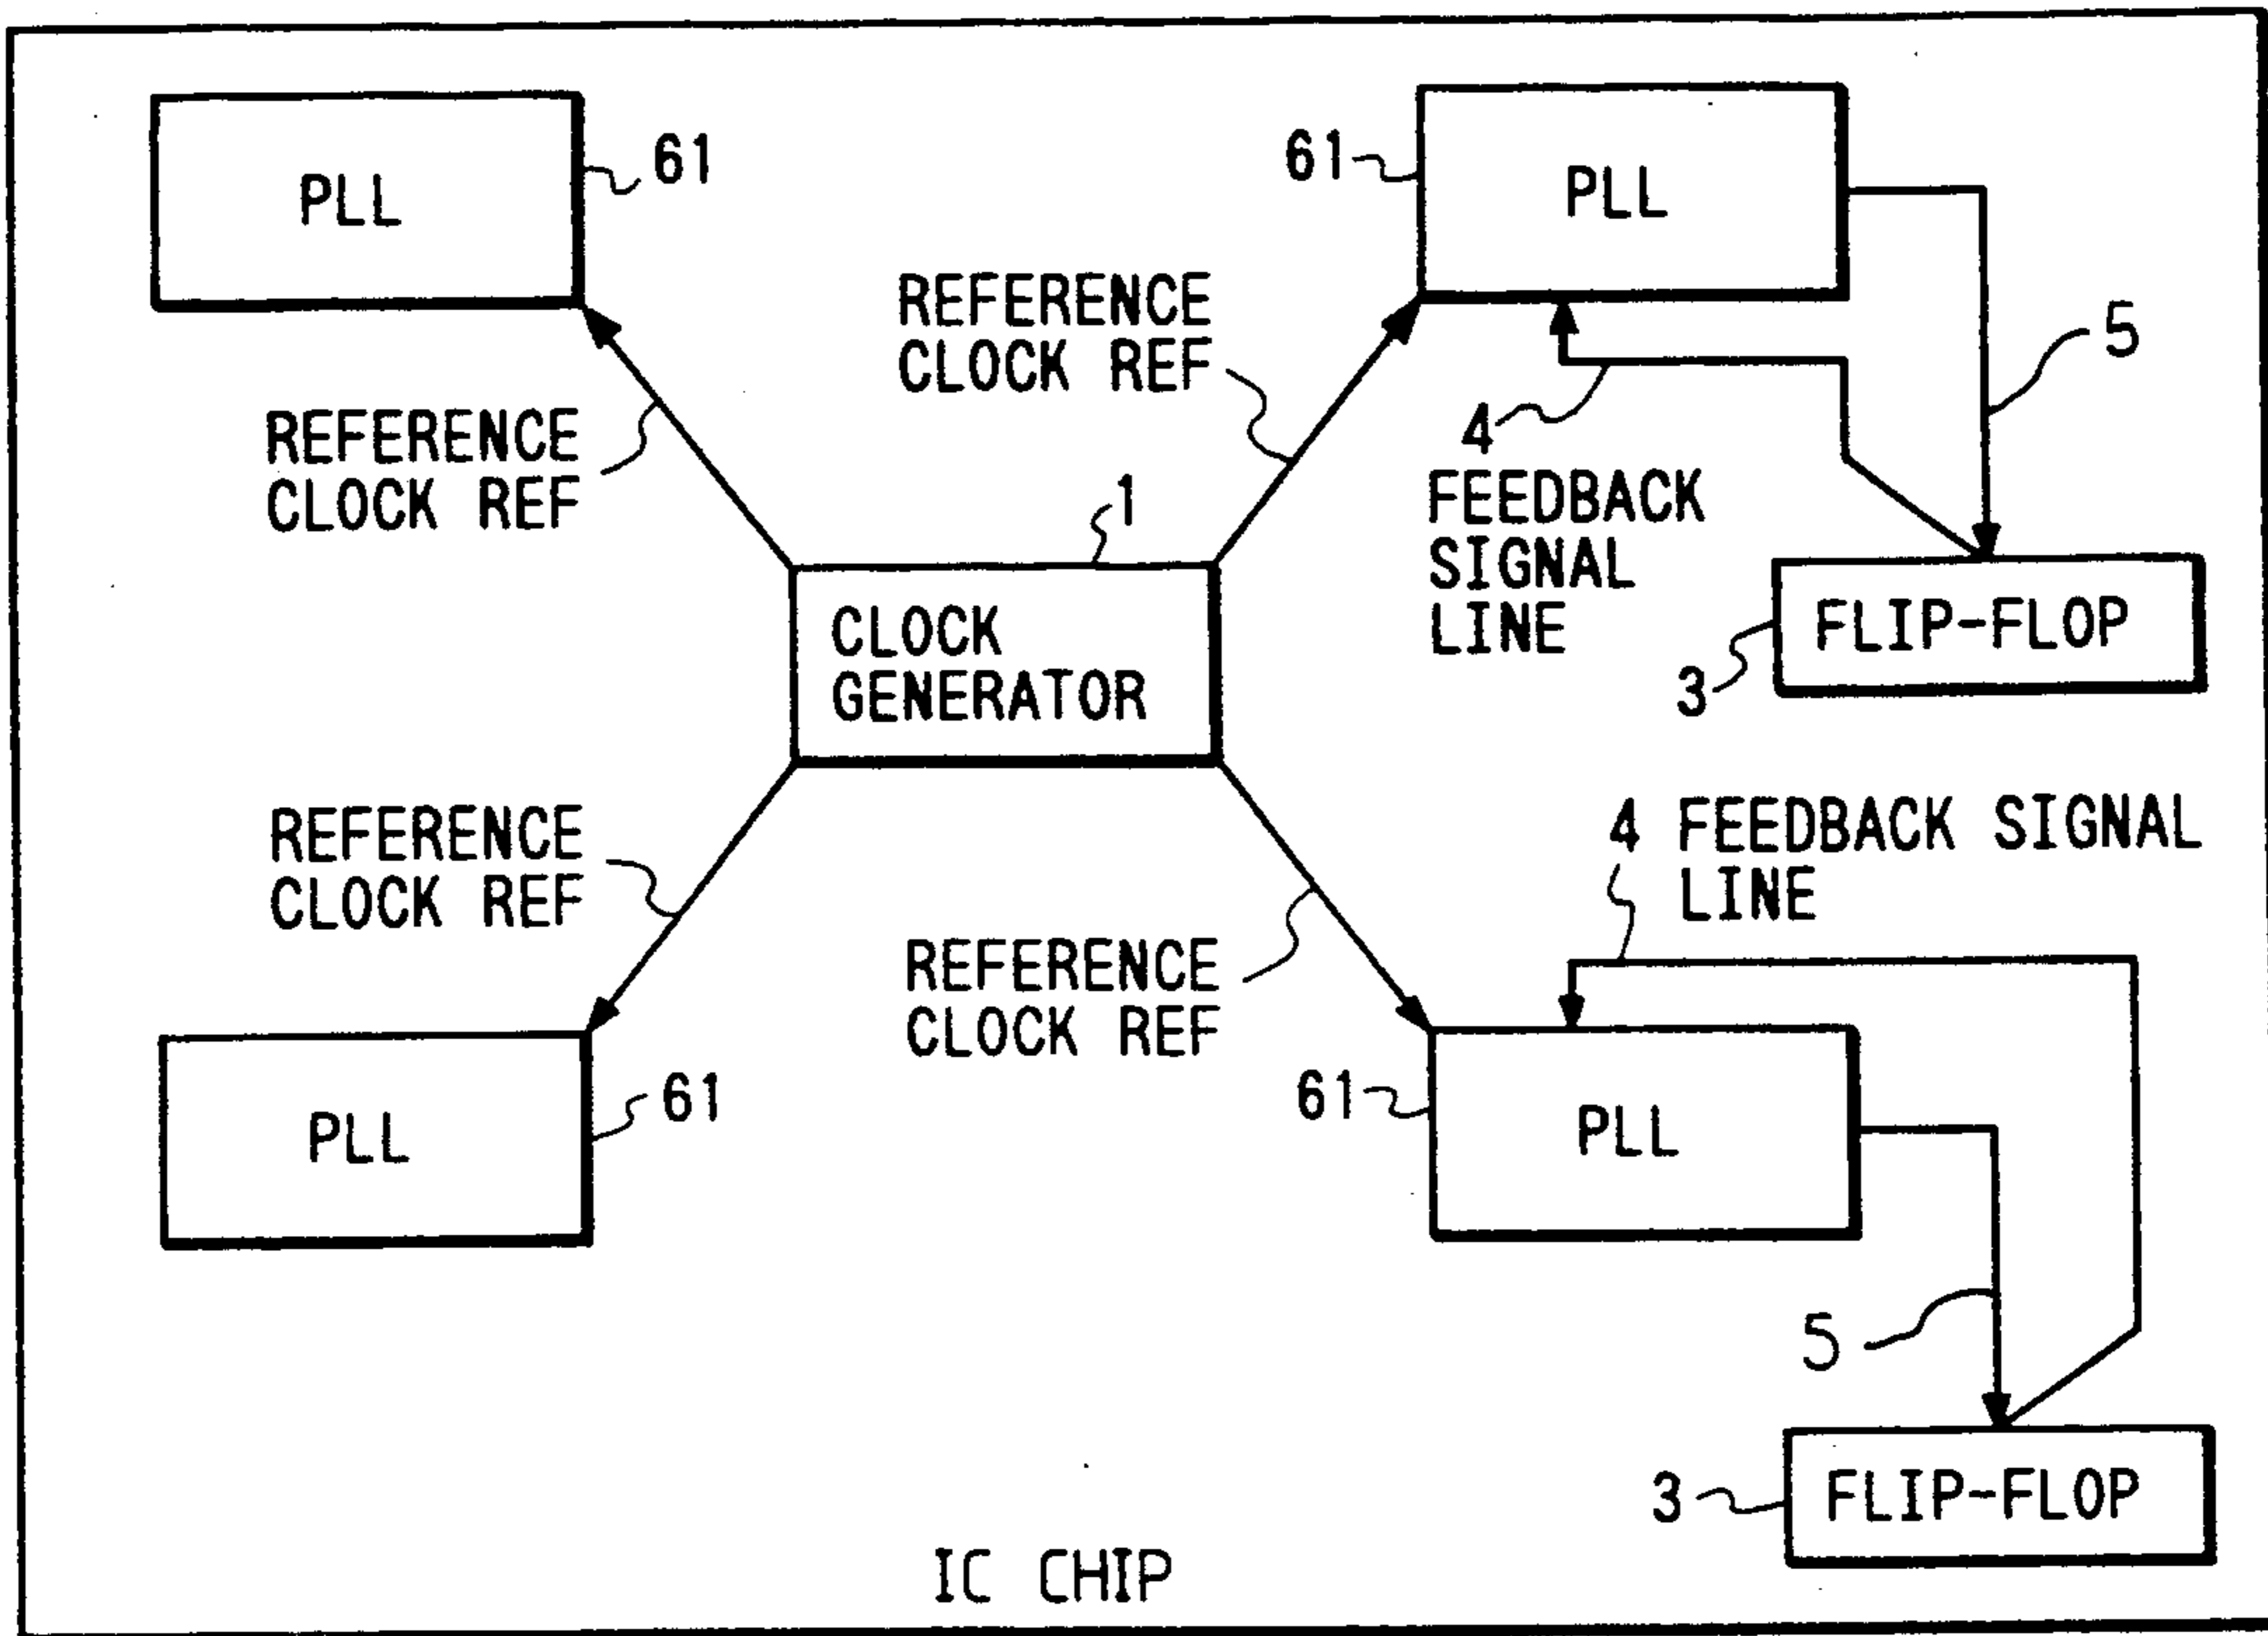 PLL
61
REFERENCE
CLOCK REF
61
PLL
REFERENCE
CLOCK REF
5
4
FEEDBACK
SIGNAL
LINE
1
CLOCK
GENERATOR
FLIP-FLOP
3
REFERENCE
CLOCK REF
PLL
61
REFERENCE
CLOCK REF
4 FEEDBACK SIGNAL
LINE
61
PLL
5
3
FLIP-FLOP
IC CHIP